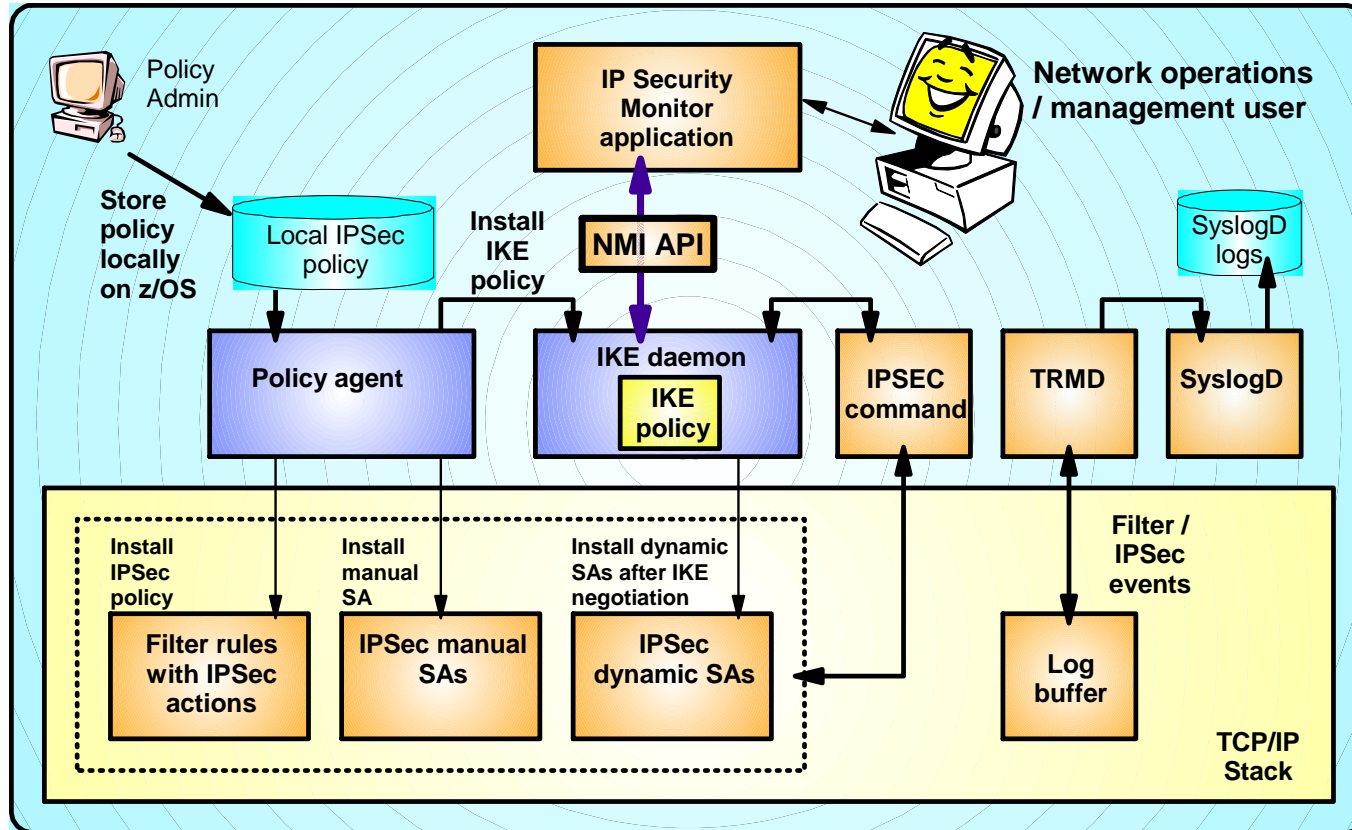 Policy
Admin
IP Security
Monitor
application
Network operations
/ management user
Store
policy
locally
on z/OS
Local IPSec
policy
Install
IKE
policy
NMI API
SyslogD
logs
Policy agent
IKE daemon
IKE
policy
IPSEC
command
TRMD
SyslogD
Install
IPSec
policy
Install
manual
SA
Install dynamic
SAs after IKE
negotiation
Filter /
IPSec
events
Filter rules
with IPSec
actions
IPSec manual
SAs
IPSec
dynamic SAs
Log
buffer
TCP/IP
Stack